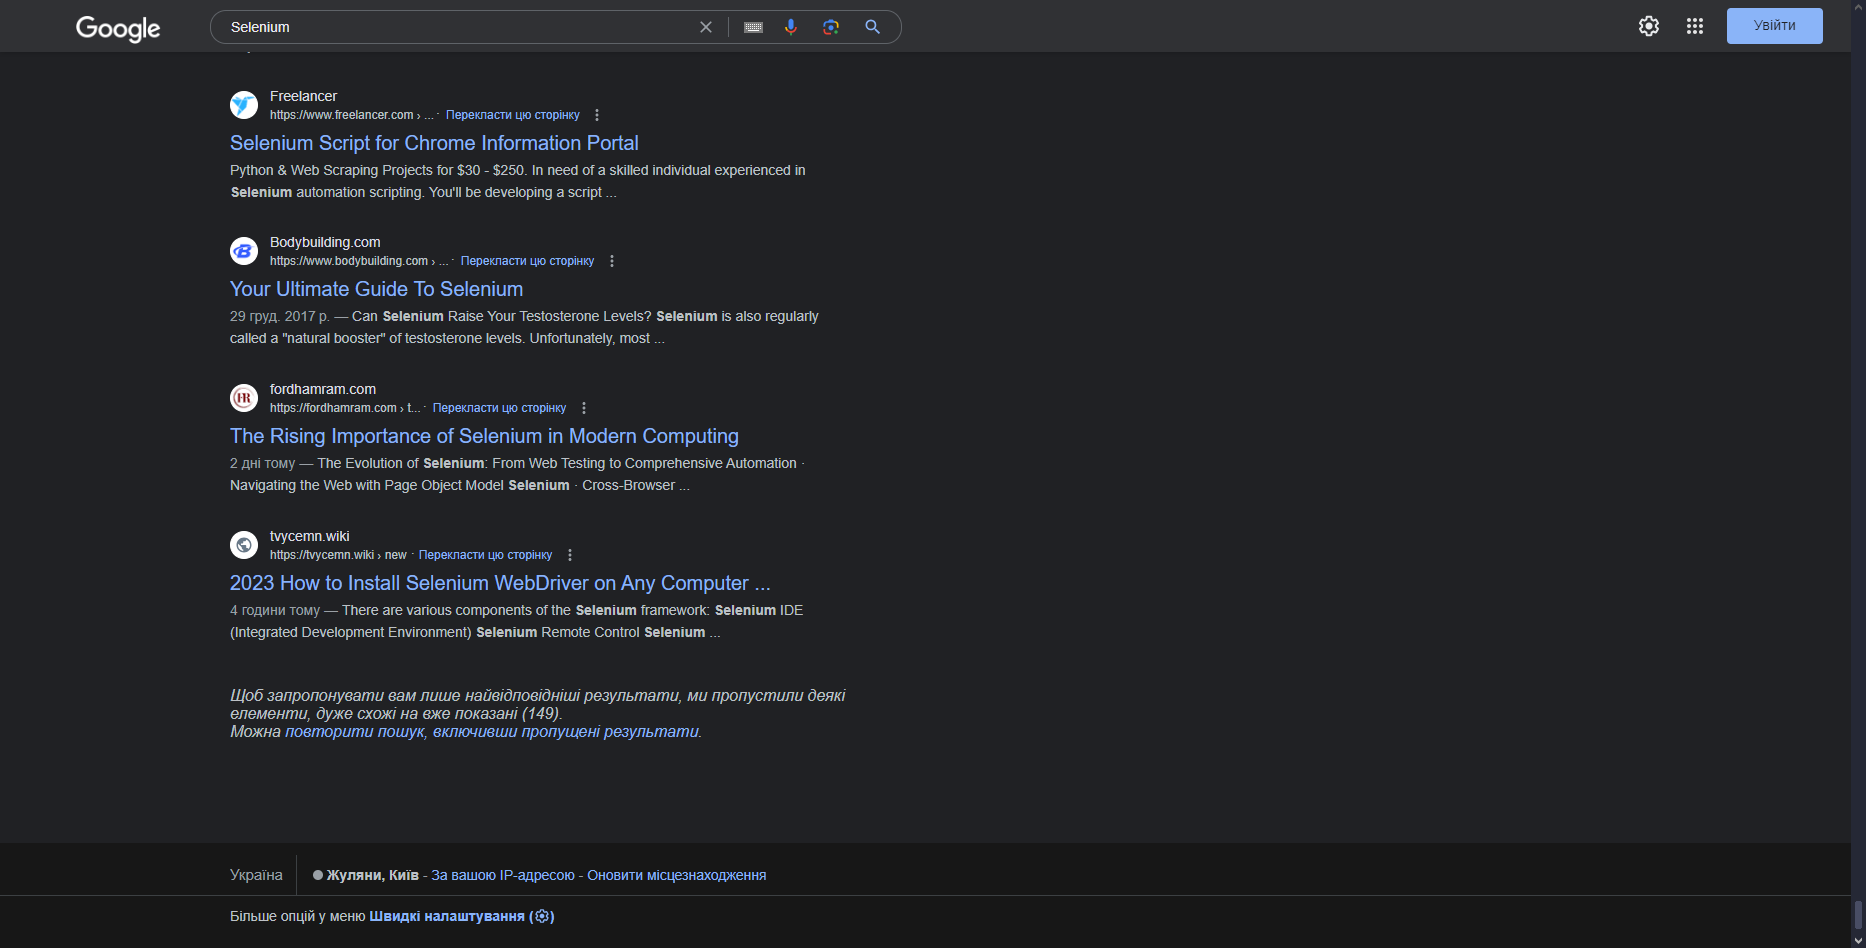 Google
Selenium
Увійти
Freelancer
https://www.freelancer.com › ... · Перекласти цю сторінку
Selenium Script for Chrome Information Portal
Python & Web Scraping Projects for $30 - $250. In need of a skilled individual experienced in
Selenium automation scripting. You'll be developing a script ...
Bodybuilding.com
https://www.bodybuilding.com › ... · Перекласти цю сторінку
Your Ultimate Guide To Selenium
29 груд. 2017 р. — Can Selenium Raise Your Testosterone Levels? Selenium is also regularly
called a "natural booster" of testosterone levels. Unfortunately, most ...
fordhamram.com
https://fordhamram.com › t... · Перекласти цю сторінку
The Rising Importance of Selenium in Modern Computing
2 дні тому — The Evolution of Selenium: From Web Testing to Comprehensive Automation ·
Navigating the Web with Page Object Model Selenium · Cross-Browser ...
tvycemn.wiki
https://tvycemn.wiki › new · Перекласти цю сторінку
2023 How to Install Selenium WebDriver on Any Computer ...
4 години тому — There are various components of the Selenium framework: Selenium IDE
(Integrated Development Environment) Selenium Remote Control Selenium ...
Щоб запропонувати вам лише найвідповідніші результати, ми пропустили деякі
елементи, дуже схожі на вже показані (149).
Можна повторити пошук, включивши пропущені результати.
Україна
Жуляни, Київ - За вашою IP-адресою - Оновити місцезнаходження
Більше опцій у меню Швидкі налаштування ()